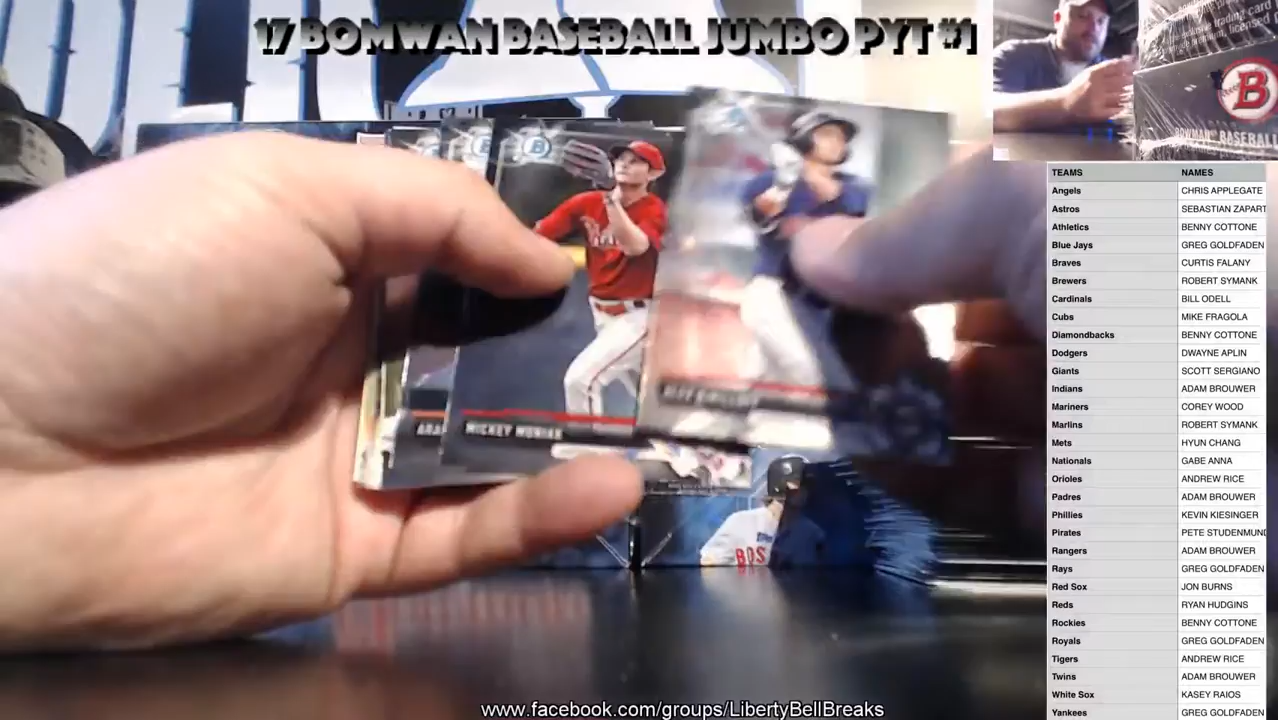 17 BOMWAN BASEBALL JUMBO PYT #1
B
BOWMAN BASEBALL
MICKEY MONIAK
BOS
TEAMS NAMES
Angels CHRIS APPLEGATE
Astros SEBASTIAN ZAPART
Athletics BENNY COTTONE
Blue Jays GREG GOLDFADEN
Braves CURTIS FALANY
Brewers ROBERT SYMANK
Cardinals BILL ODELL
Cubs MIKE FRAGOLA
Diamondbacks BENNY COTTONE
Dodgers DWAYNE APLIN
Giants SCOTT SERGIANO
Indians ADAM BROUWER
Mariners COREY WOOD
Marlins ROBERT SYMANK
Mets HYUN CHANG
Nationals GABE ANNA
Orioles ANDREW RICE
Padres ADAM BROUWER
Phillies KEVIN KIESINGER
Pirates PETE STUDENMUND
Rangers ADAM BROUWER
Rays GREG GOLDFADEN
Red Sox JON BURNS
Reds RYAN HUDGINS
Rockies BENNY COTTONE
Royals GREG GOLDFADEN
Tigers ANDREW RICE
Twins ADAM BROUWER
White Sox KASEY RAIOS
Yankees GREG GOLDFADEN
www.facebook.com/groups/LibertyBellBreaks